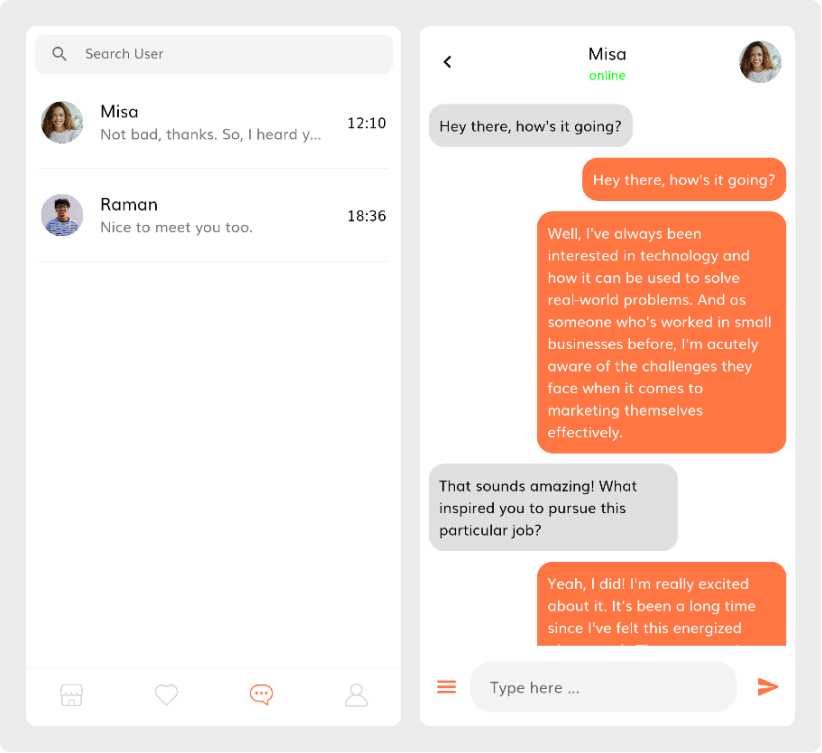 Search User
Misa
Not bad, thanks. So, I heard y...
12:10
Raman
Nice to meet you too.
18:36
Misa
online
Hey there, how's it going?
Hey there, how's it going?
Well, I've always been
interested in technology and
how it can be used to solve
real-world problems. And as
someone who's worked in small
businesses before, I'm acutely
aware of the challenges they
face when it comes to
marketing themselves
effectively.
That sounds amazing! What
inspired you to pursue this
particular job?
Yeah, I did! I'm really excited
about it. It's been a long time
since I've felt this energized
Type here ...